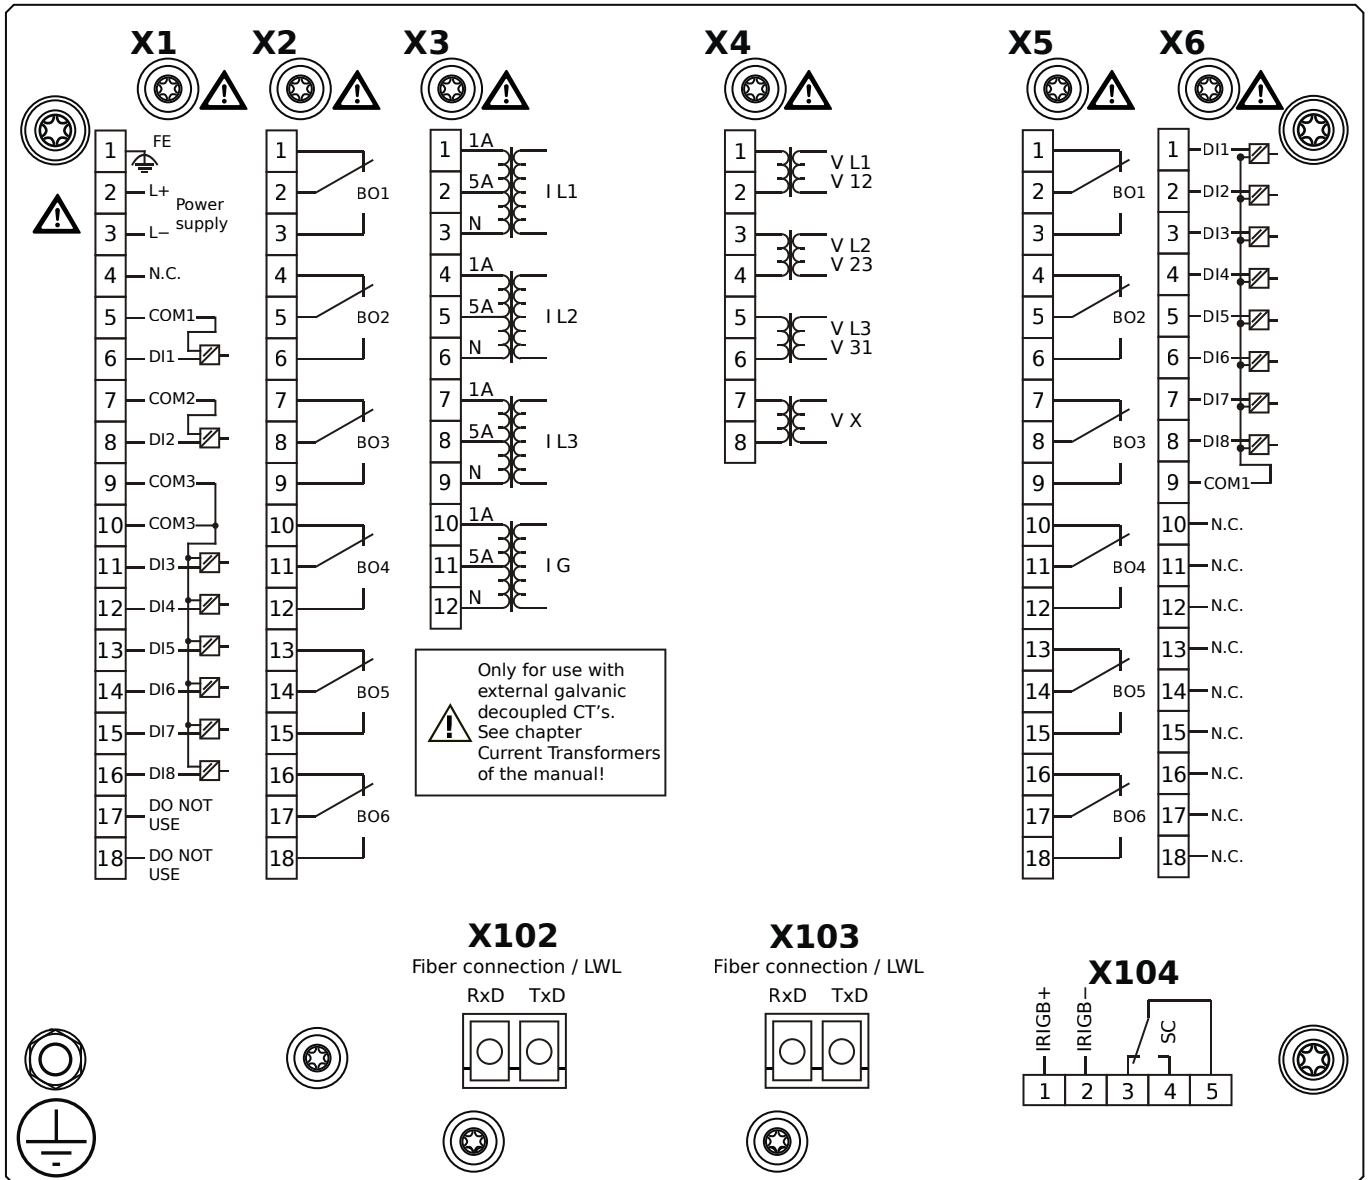 X1
X2
X3
X4
X5
X6
1 FE
2 L+
Power
supply
3 L−
4 N.C.
5 COM1
6 DI1
7 COM2
8 DI2
9 COM3
10 COM3
11 DI3
12 DI4
13 DI5
14 DI6
15 DI7
16 DI8
17 DO NOT
USE
18 DO NOT
USE
1
2 BO1
3
4
5 BO2
6
7
8 BO3
9
10
11 BO4
12
13
14 BO5
15
16
17 BO6
18
1 1A
2 5A I L1
3 N
4 1A
5 5A I L2
6 N
7 1A
8 5A I L3
9 N
10 1A
11 5A I G
12 N
Only for use with
external galvanic
decoupled CT's.
See chapter
Current Transformers
of the manual!
1 V L1
2 V 12
3 V L2
4 V 23
5 V L3
6 V 31
7 V X
8
1
2 BO1
3
4
5 BO2
6
7
8 BO3
9
10
11 BO4
12
13
14 BO5
15
16
17 BO6
18
1 DI1
2 DI2
3 DI3
4 DI4
5 DI5
6 DI6
7 DI7
8 DI8
9 COM1
10 N.C.
11 N.C.
12 N.C.
13 N.C.
14 N.C.
15 N.C.
16 N.C.
17 N.C.
18 N.C.
X102
Fiber connection / LWL
RxD TxD
X103
Fiber connection / LWL
RxD TxD
X104
IRIGB+
IRIGB−
SC
1 2 3 4 5